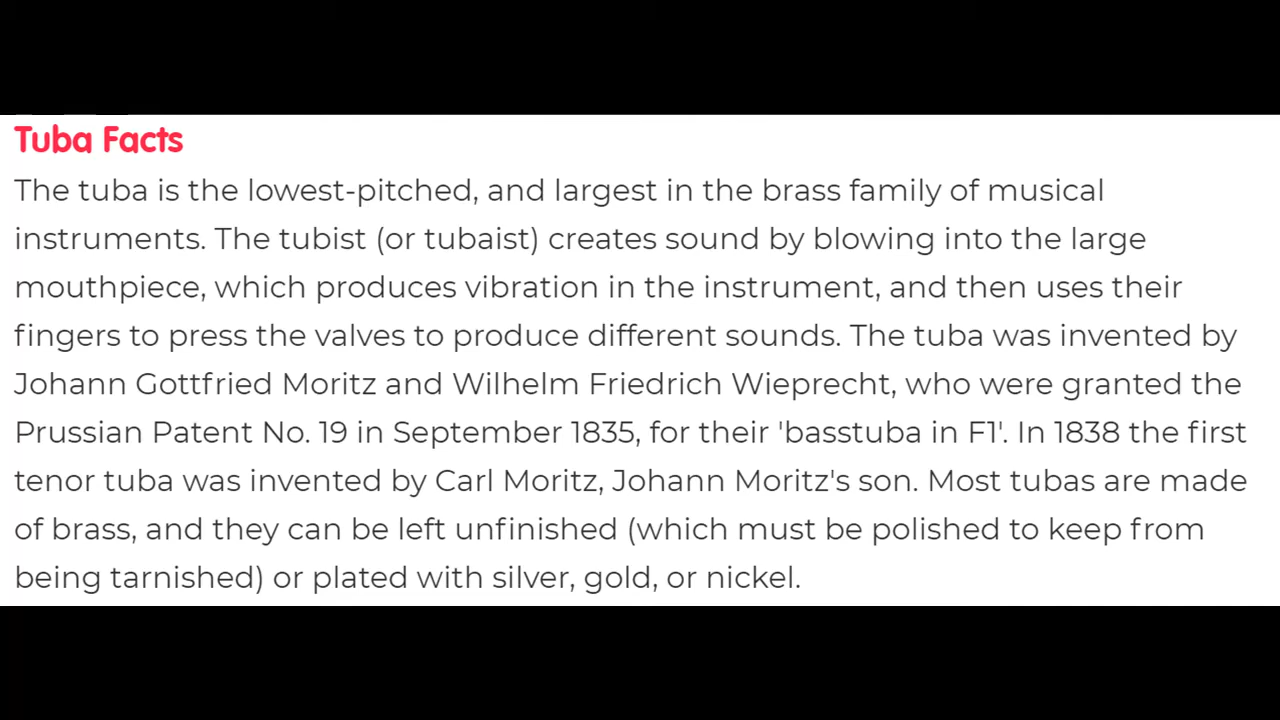 Tuba Facts
The tuba is the lowest-pitched, and largest in the brass family of musical
instruments. The tubist (or tubaist) creates sound by blowing into the large
mouthpiece, which produces vibration in the instrument, and then uses their
fingers to press the valves to produce different sounds. The tuba was invented by
Johann Gottfried Moritz and Wilhelm Friedrich Wieprecht, who were granted the
Prussian Patent No. 19 in September 1835, for their 'basstuba in F1'. In 1838 the first
tenor tuba was invented by Carl Moritz, Johann Moritz's son. Most tubas are made
of brass, and they can be left unfinished (which must be polished to keep from
being tarnished) or plated with silver, gold, or nickel.